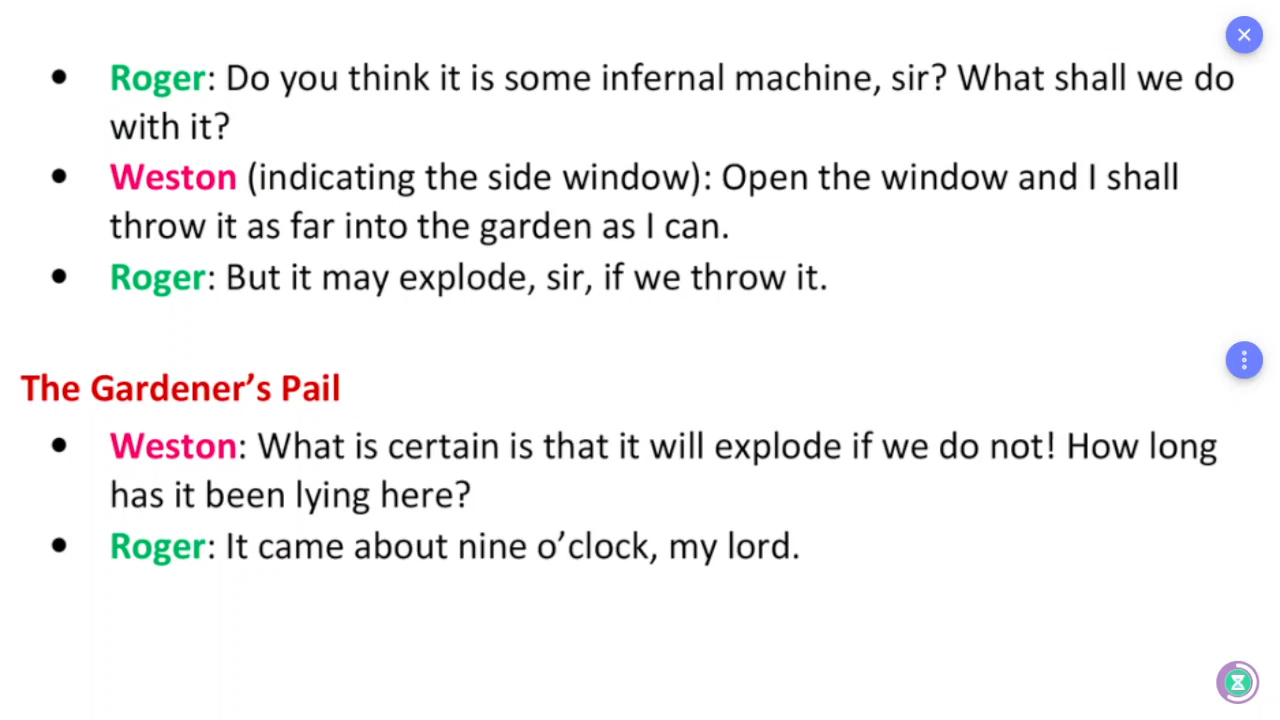 • Roger: Do you think it is some infernal machine, sir? What shall we do
with it?
• Weston (indicating the side window): Open the window and I shall
throw it as far into the garden as I can.
• Roger: But it may explode, sir, if we throw it.
The Gardener’s Pail
• Weston: What is certain is that it will explode if we do not! How long
has it been lying here?
• Roger: It came about nine o’clock, my lord.